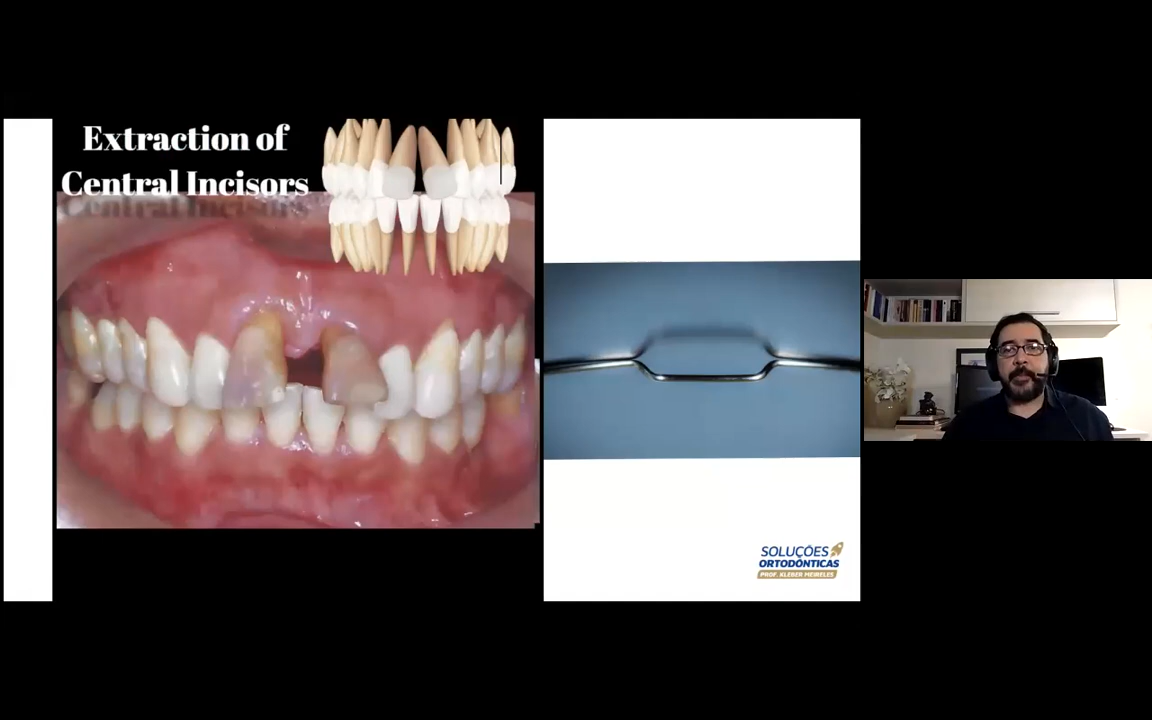 Extraction of
Central Incisors
SOLUÇÕES
ORTODÔNTICAS
PROF. KLEBER MEIRELES